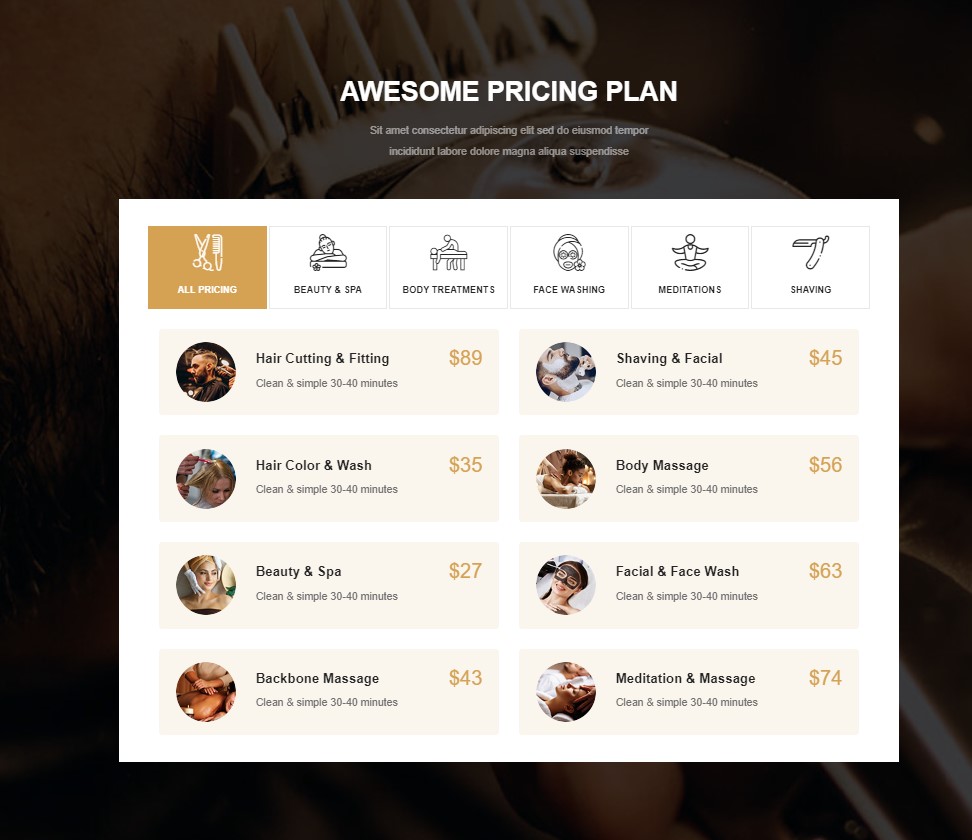 AWESOME PRICING PLAN
Sit amet consectetur adipiscing elit sed do eiusmod tempor
incididunt labore dolore magna aliqua suspendisse
ALL PRICING
BEAUTY & SPA
BODY TREATMENTS
FACE WASHING
MEDITATIONS
SHAVING
Hair Cutting & Fitting
$89
Clean & simple 30-40 minutes
Shaving & Facial
$45
Clean & simple 30-40 minutes
Hair Color & Wash
$35
Clean & simple 30-40 minutes
Body Massage
$56
Clean & simple 30-40 minutes
Beauty & Spa
$27
Clean & simple 30-40 minutes
Facial & Face Wash
$63
Clean & simple 30-40 minutes
Backbone Massage
$43
Clean & simple 30-40 minutes
Meditation & Massage
$74
Clean & simple 30-40 minutes